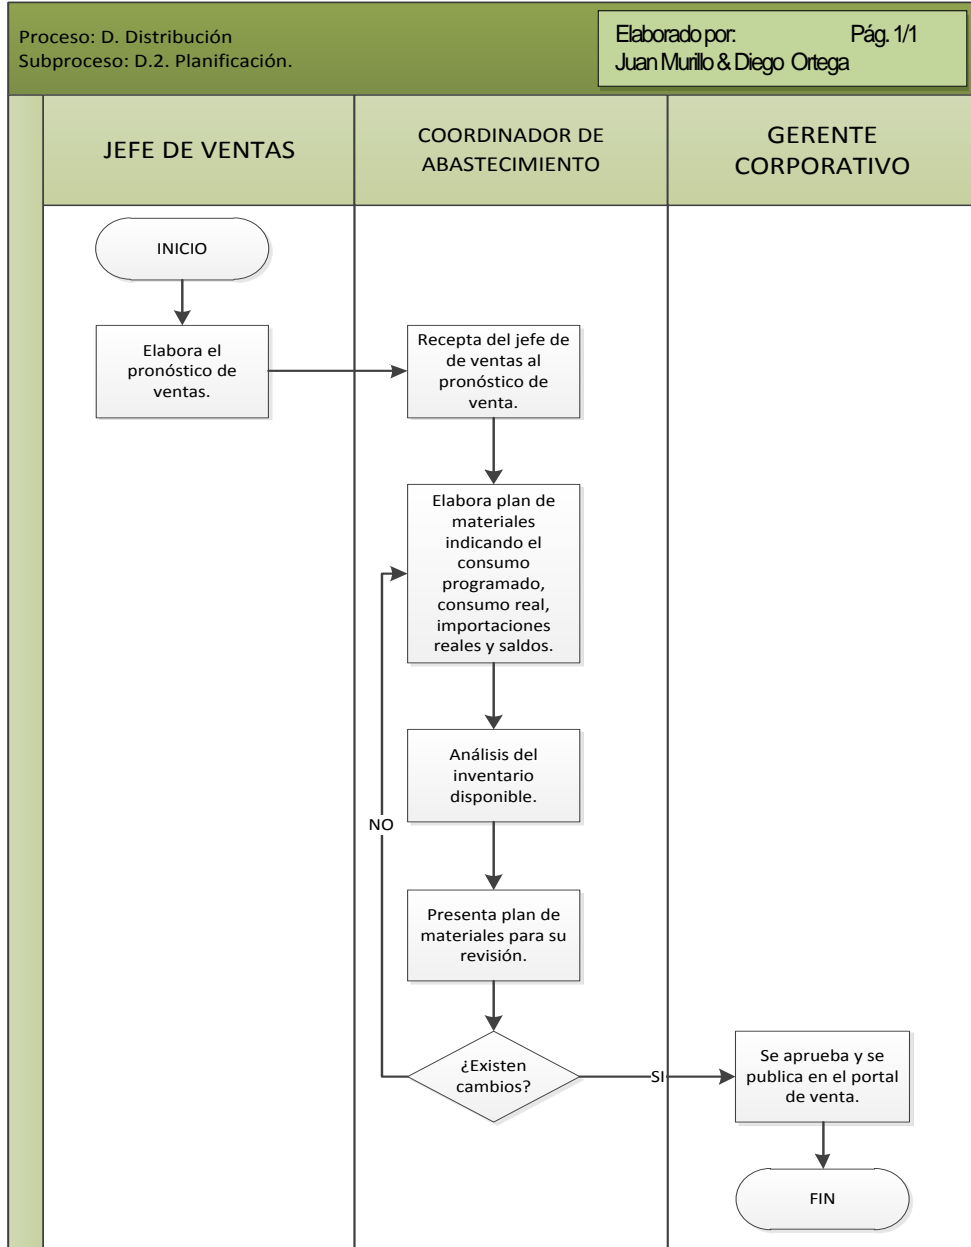 Proceso: D. Distribución
Subproceso: D.2. Planificación.
Elaborado por: Pág. 1/1
Juan Murillo & Diego Ortega
JEFE DE VENTAS
COORDINADOR DE
ABASTECIMIENTO
GERENTE
CORPORATIVO
INICIO
Elabora el
pronóstico de
ventas.
Recepta del jefe de
de ventas al
pronóstico de
venta.
Elabora plan de
materiales
indicando el
consumo
programado,
consumo real,
importaciones
reales y saldos.
Análisis del
inventario
disponible.
NO
Presenta plan de
materiales para su
revisión.
¿Existen
cambios?
SI
Se aprueba y se
publica en el portal
de venta.
FIN